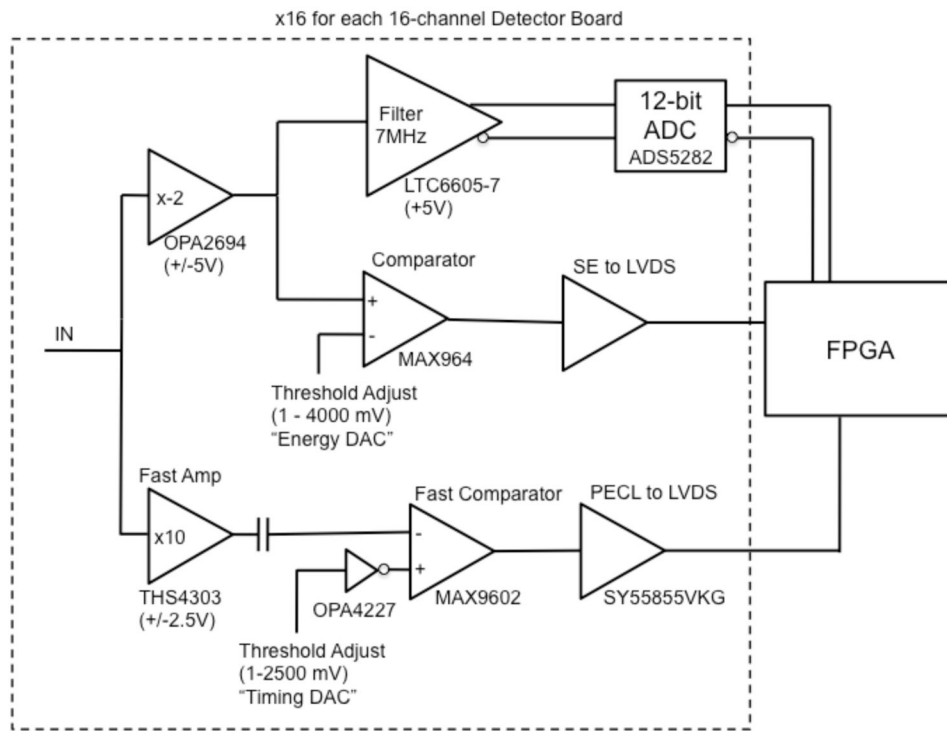 x16 for each 16-channel Detector Board
Filter
7MHz
LTC6605-7
(+5V)
12-bit
ADC
ADS5282
x-2
OPA2694
(+/-5V)
Comparator
+
-
MAX964
SE to LVDS
Threshold Adjust
(1 - 4000 mV)
“Energy DAC”
IN
FPGA
Fast Amp
x10
THS4303
(+/-2.5V)
Fast Comparator
-
+
MAX9602
OPA4227
PECL to LVDS
SY55855VKG
Threshold Adjust
(1-2500 mV)
“Timing DAC”